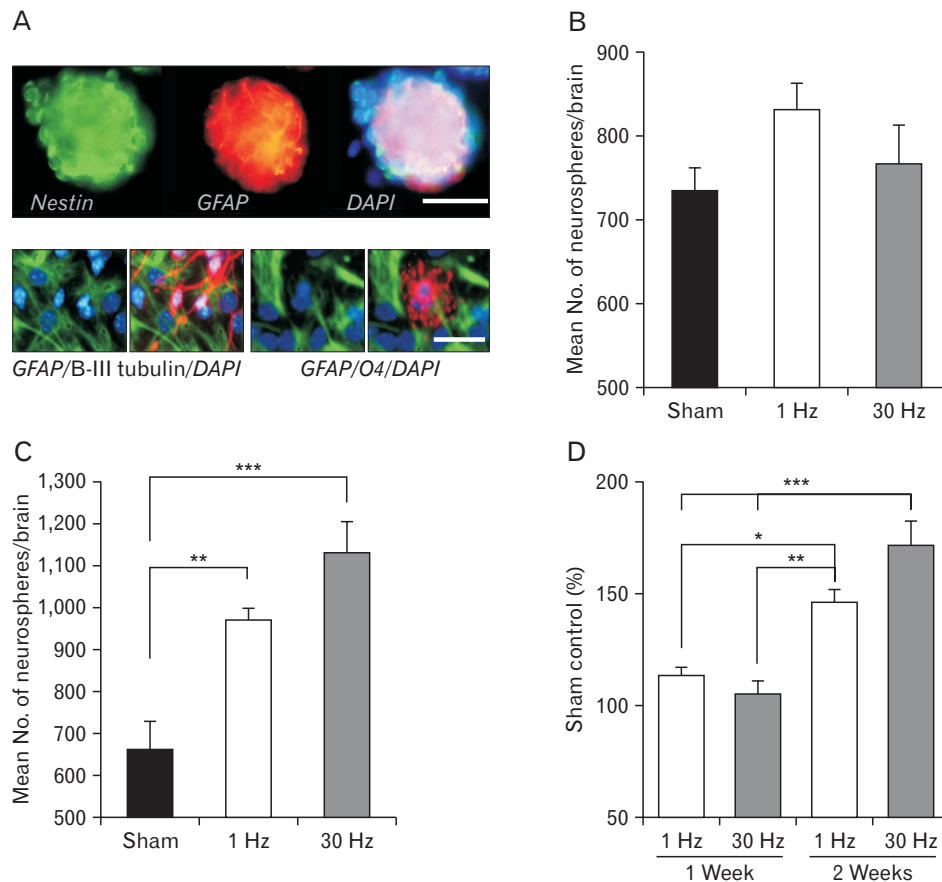 A
Nestin GFAP DAPI
GFAP/B-III tubulin/DAPI GFAP/O4/DAPI
B
Mean No. of neurospheres/brain
900
800
700
600
500
Sham 1 Hz 30 Hz
C
Mean No. of neurospheres/brain
1,300
1,200
1,100
1,000
900
800
700
600
500
***
**
Sham 1 Hz 30 Hz
D
Sham control (%)
200
150
100
50
***
*
**
1 Hz 30 Hz 1 Hz 30 Hz
1 Week 2 Weeks